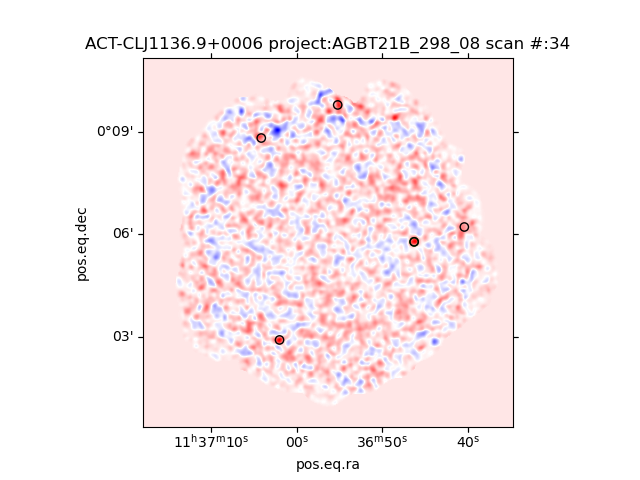 ACT-CLJ1136.9+0006 project:AGBT21B_298_08 scan #:34
0°09'
06'
03'
pos.eq.dec
11ʰ37ᵐ10ˢ 00ˢ 36ᵐ50ˢ 40ˢ
pos.eq.ra